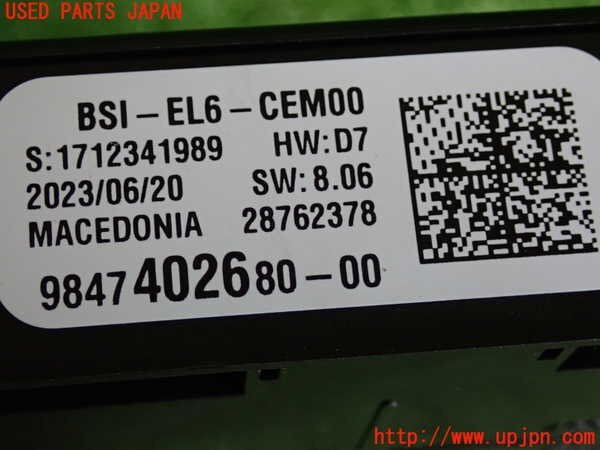 USED PARTS JAPAN
BSI-EL6-CEM00
S:1712341989 HW:D7
2023/06/20 SW:8.06
MACEDONIA 28762378
9847402680-00
http://www.upjpn.com/